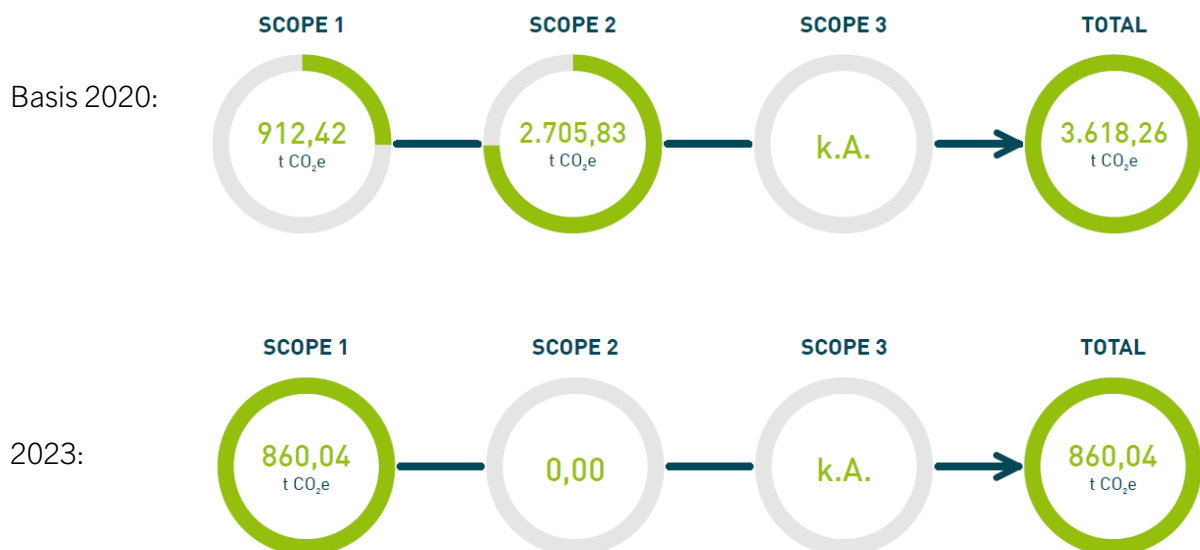 SCOPE 1 SCOPE 2 SCOPE 3 TOTAL
Basis 2020:
912,42 2.705,83 k.A. 3.618,26
t CO₂e t CO₂e t CO₂e
SCOPE 1 SCOPE 2 SCOPE 3 TOTAL
2023:
860,04 0,00 k.A. 860,04
t CO₂e t CO₂e